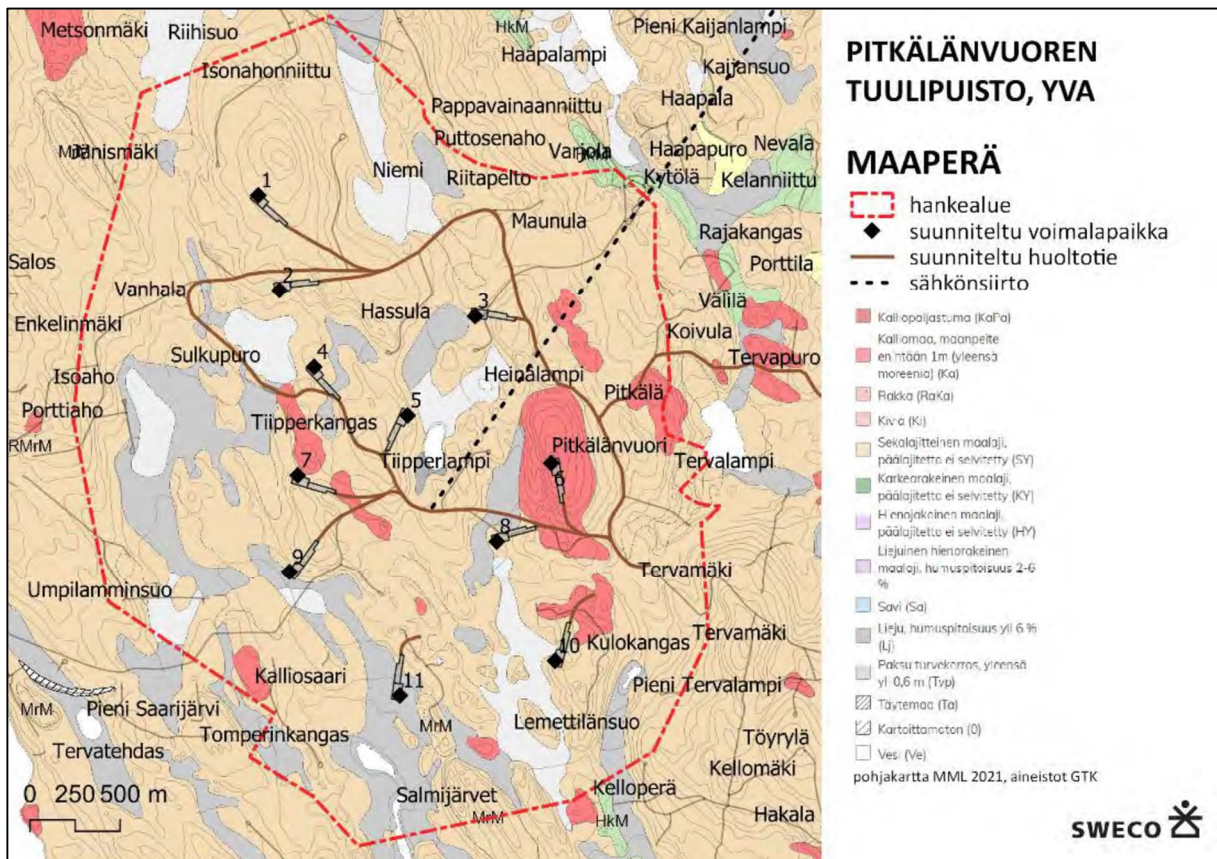 Metsonmäki
Riihisuo
HkM
Pieni Kaijanlampi
Haapalampi
Isonahonniittu
Kaijansuo
Haapala
Pappavainaanniittu
Puttosenaho
Haapapuro
Nevala
Jänismäki
Varjola
Niemi
Riitapelto
Kytölä
Kelanniittu
1
Maunula
Rajakangas
Salos
Porttila
Vanhala
2
Hassula
3
Välilä
Enkelinmäki
Koivula
Sulkupuro
4
Tervapuro
Isoaho
Heinälampi
Porttiaho
Pitkälä
Tiipperkangas
5
RMrM
Pitkälänvuori
Tiipperlampi
Tervalampi
7
6
8
9
Tervamäki
Umpilamminsuo
Kulokangas
Tervamäki
10
Kalliosaari
Pieni Tervalampi
11
MrM
Pieni Saarijärvi
MrM
Lemettilänsuo
Tomperinkangas
Töyrylä
Tervatehdas
Kellomäki
Kelloperä
0 250 500 m
Salmijärvet
MrM
HkM
Hakala
PITKÄLÄNVUOREN
TUULIPUISTO, YVA
MAAPERÄ
hankealue
suunniteltu voimalapaikka
suunniteltu huoltotie
sähkönsiirto
Kalliopaljastuma (KaPa)
Kalliomaa, maanpeite
enintään 1m (yleensä
moreenia) (Ka)
Rakka (RaKa)
Kiviä (Ki)
Sekalajitteinen maalaji,
päälajitetta ei selvitetty (SY)
Karkearakeinen maalaji,
päälajitetta ei selvitetty (KY)
Hienojakoinen maalaji,
päälajitetta ei selvitetty (HY)
Liejuinen hienorakeinen
maalaji, humuspitoisuus 2-6
%
Savi (Sa)
Lieju, humuspitoisuus yli 6 %
(Lj)
Paksu turvekerros, yleensä
yli 0,6 m (Tvp)
Täytemaa (Ta)
Kartoittamaton (0)
Vesi (Ve)
pohjakartta MML 2021, aineistot GTK
SWECO